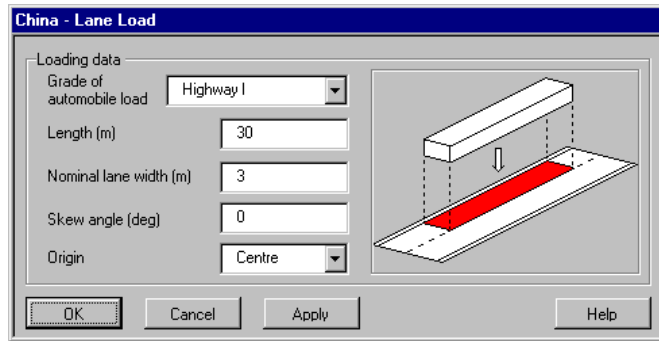 China - Lane Load
Loading data
Grade of
automobile load
Highway I
Length (m)
30
Nominal lane width (m)
3
Skew angle (deg)
0
Origin
Centre
OK
Cancel
Apply
Help